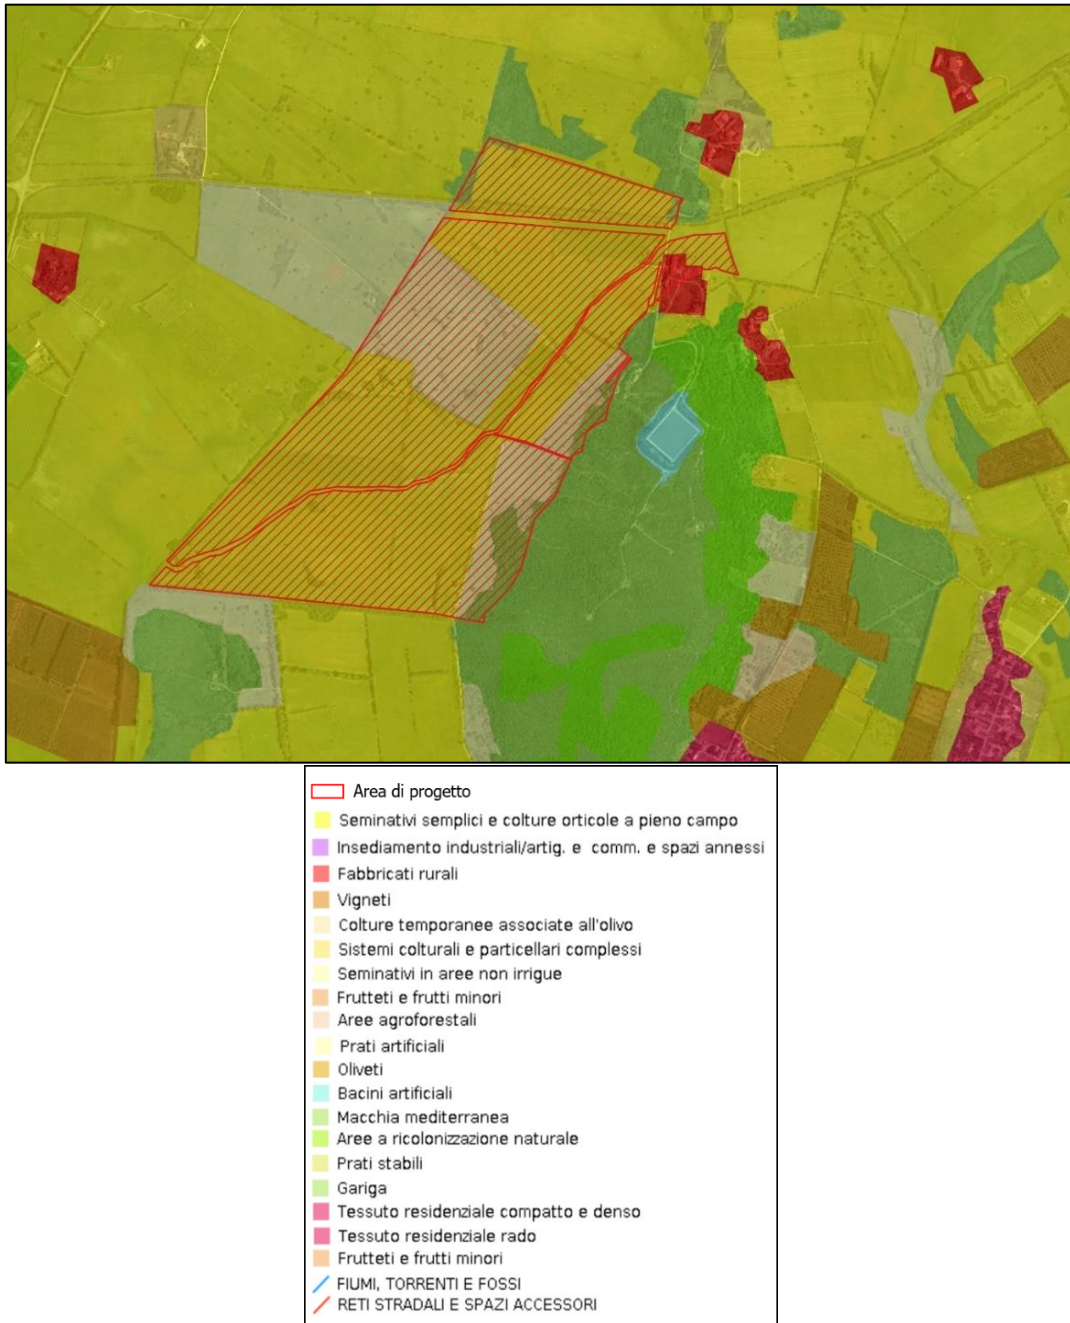 Area di progetto
Seminativi semplici e colture orticole a pieno campo
Insediamento industriali/artig. e comm. e spazi annessi
Fabbricati rurali
Vigneti
Colture temporanee associate all'olivo
Sistemi colturali e particellari complessi
Seminativi in aree non irrigue
Frutteti e frutti minori
Aree agroforestali
Prati artificiali
Oliveti
Bacini artificiali
Macchia mediterranea
Aree a ricolonizzazione naturale
Prati stabili
Gariga
Tessuto residenziale compatto e denso
Tessuto residenziale rado
Frutteti e frutti minori
FIUMI, TORRENTI E FOSSI
RETI STRADALI E SPAZI ACCESSORI